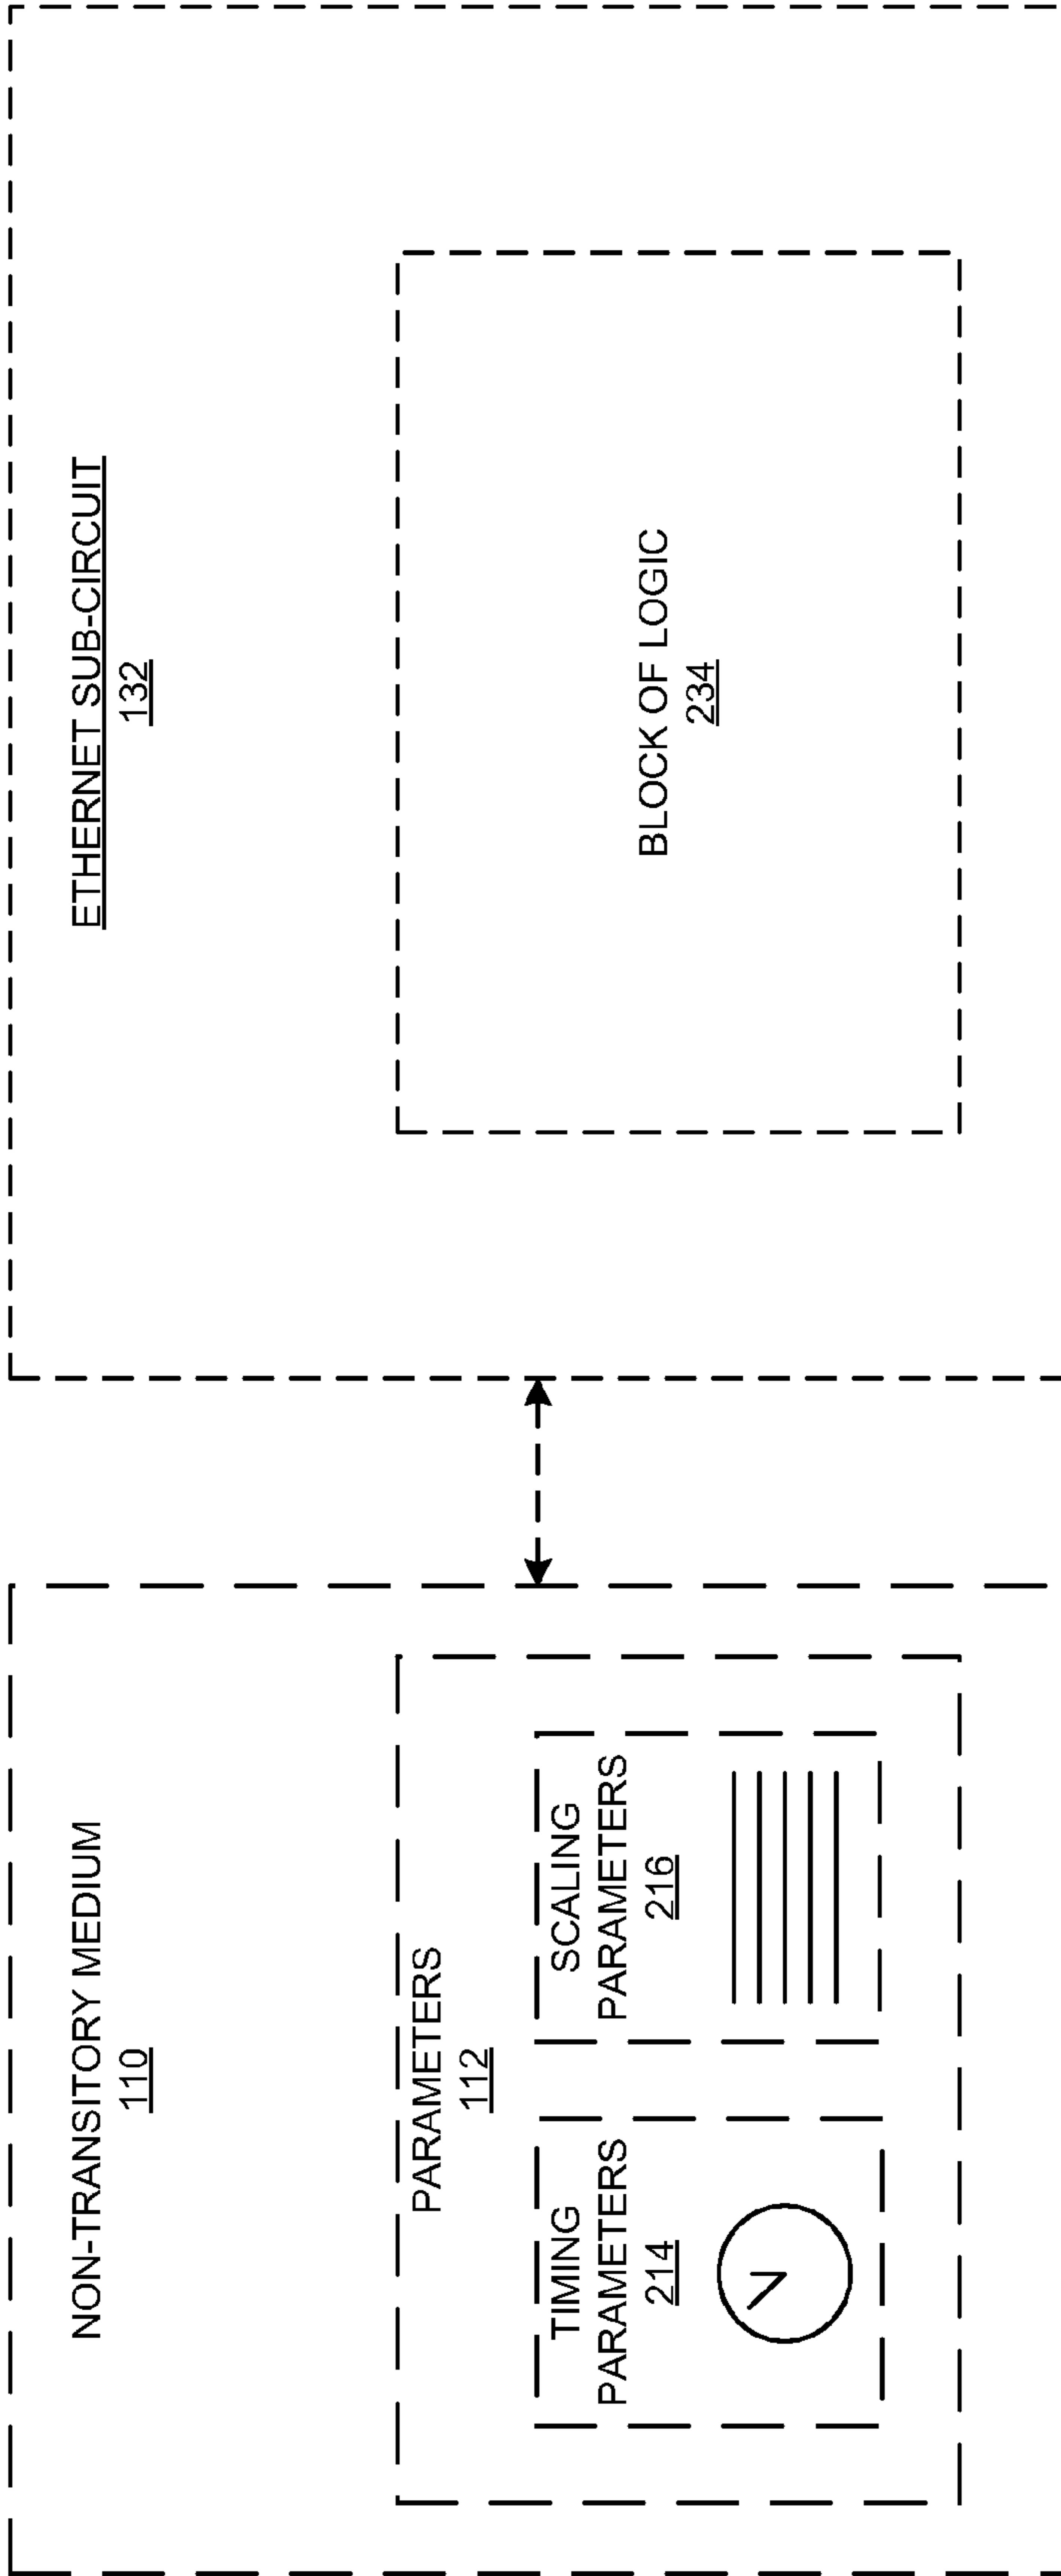 NON-TRANSITORY MEDIUM
110
PARAMETERS
112
TIMING
PARAMETERS
214
SCALING
PARAMETERS
216
ETHERNET SUB-CIRCUIT
132
BLOCK OF LOGIC
234